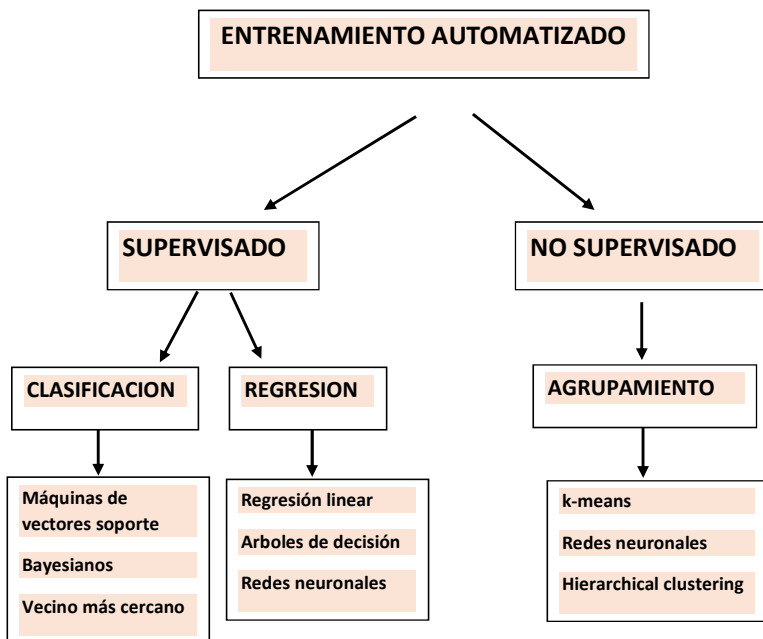 ENTRENAMIENTO AUTOMATIZADO
SUPERVISADO
NO SUPERVISADO
CLASIFICACION
REGRESION
AGRUPAMIENTO
Máquinas de
vectores soporte
Bayesianos
Vecino más cercano
Regresión linear
Arboles de decisión
Redes neuronales
k-means
Redes neuronales
Hierarchical clustering